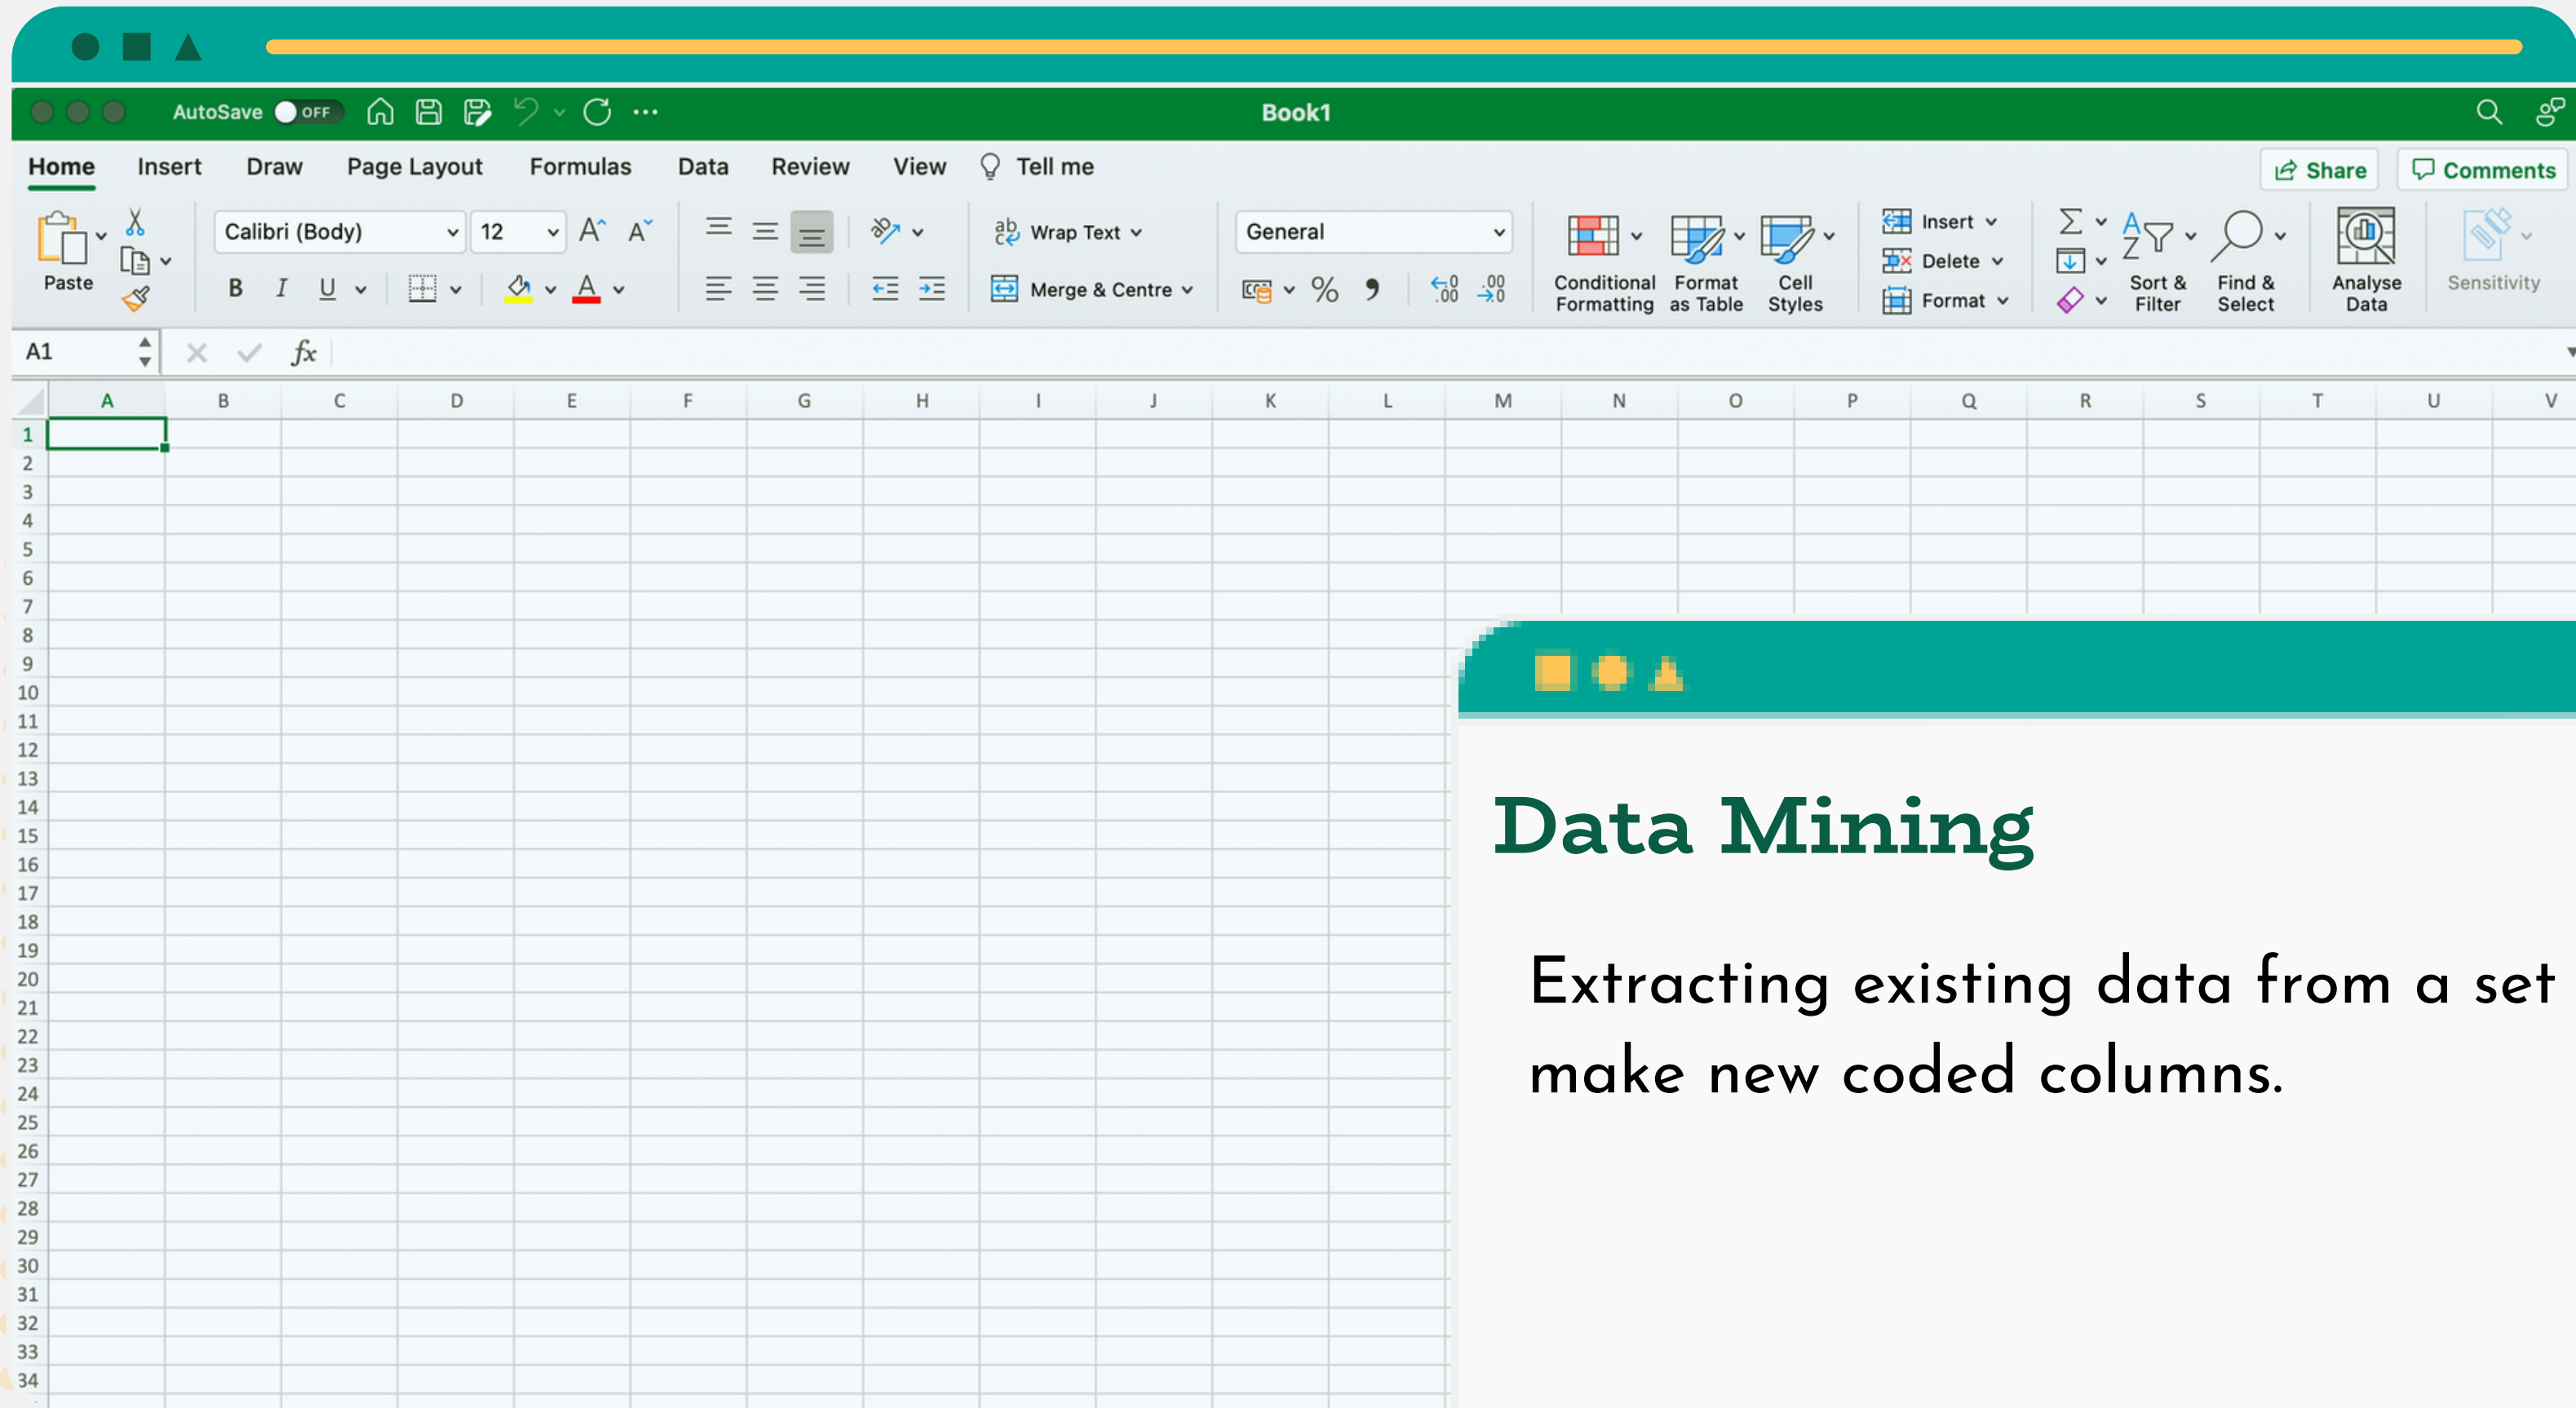 AutoSave OFF Book1
Home Insert Draw Page Layout Formulas Data Review View Tell me Share Comments
Paste Calibri (Body) 12 Wrap Text General
Merge & Centre
Conditional Formatting Format as Table Cell Styles
Insert
Delete
Format
Sort & Filter Find & Select Analyse Data Sensitivity
A1 fx
A B C D E F G H I J K L M N O P Q R S T U V
1
2
3
4
5
6
7
8
9
10
11
12
13
14
15
16
17
18
19
20
21
22
23
24
25
26
27
28
29
30
31
32
33
34
Data Mining
Extracting existing data from a set
make new coded columns.